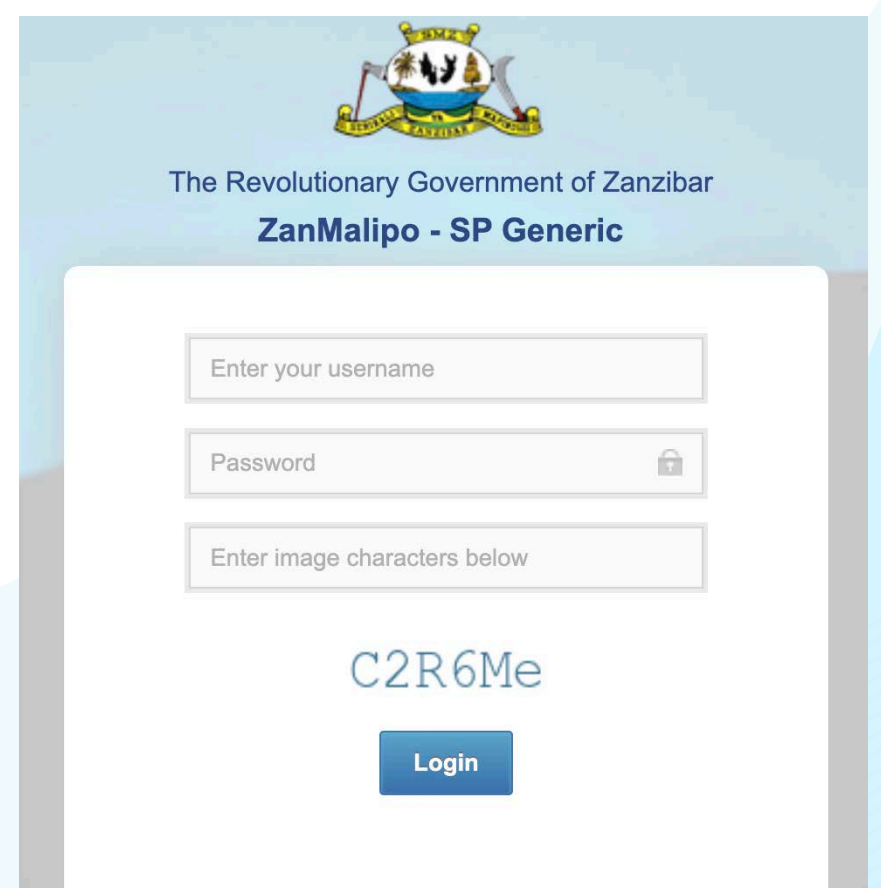 The Revolutionary Government of Zanzibar
ZanMalipo - SP Generic
Enter your username
Password
Enter image characters below
C2R6Me
Login